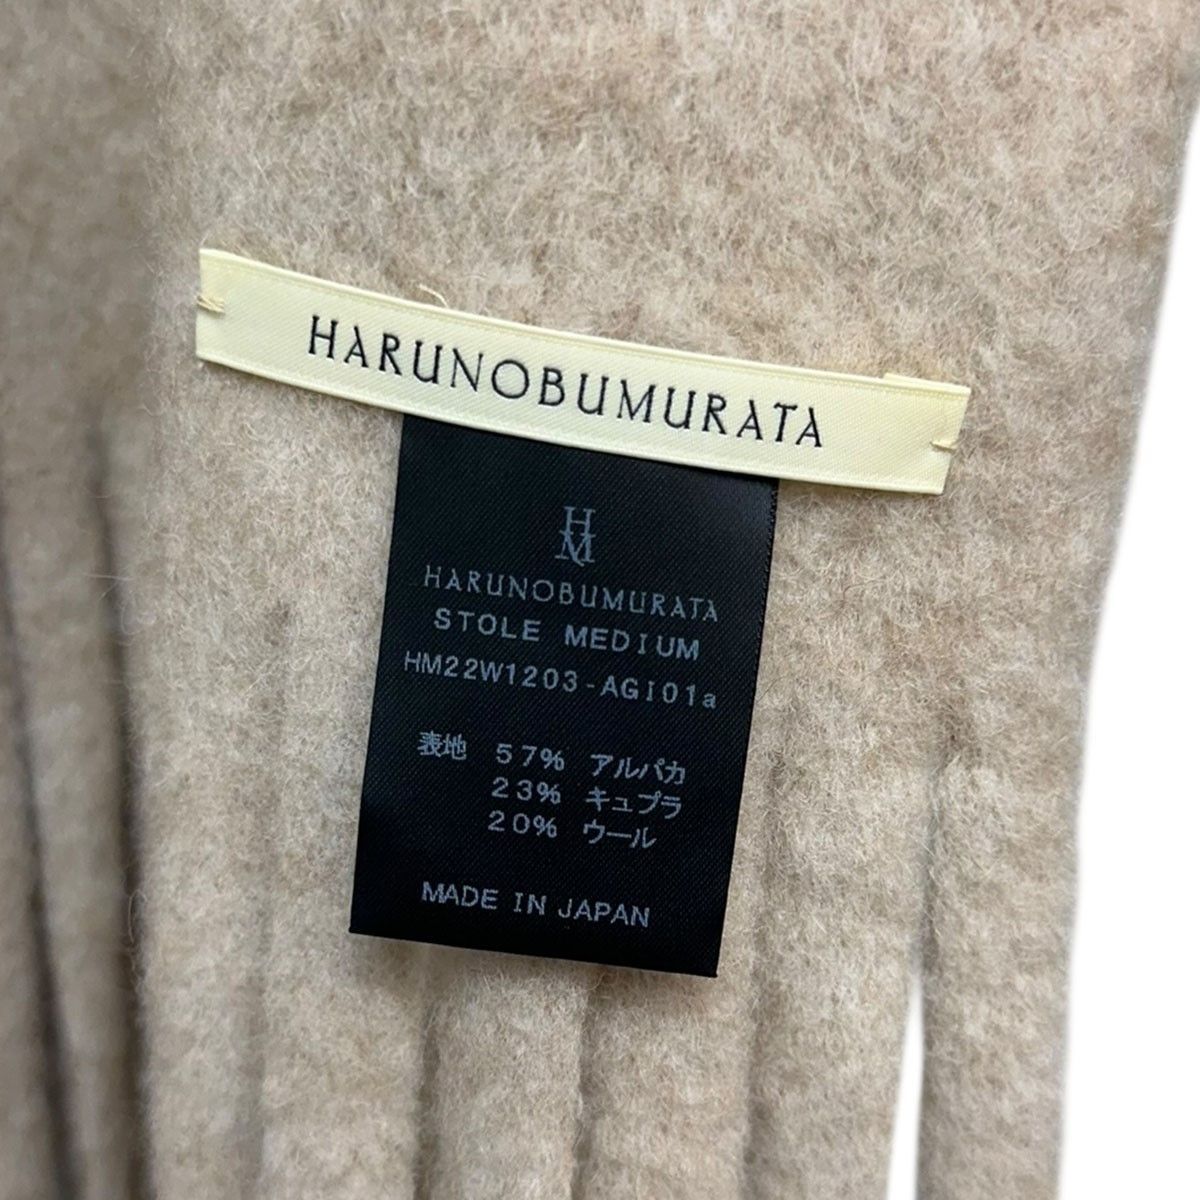 HARUNOBUMURATA
HM
HARUNOBUMURATA
STOLE MEDIUM
HM22W1203-AGI01a
表地 57% アルパカ
23% キュプラ
20% ウール
MADE IN JAPAN